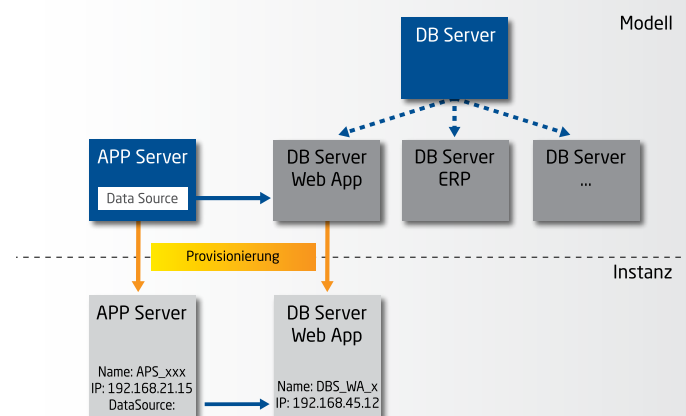 Modell
DB Server
APP Server
Data Source
DB Server
Web App
DB Server
ERP
DB Server
...
Provisionierung
Instanz
APP Server
Name: APS_xxx
IP: 192.168.21.15
DataSource:
DB Server
Web App
Name: DBS_WA_x
IP: 192.168.45.12